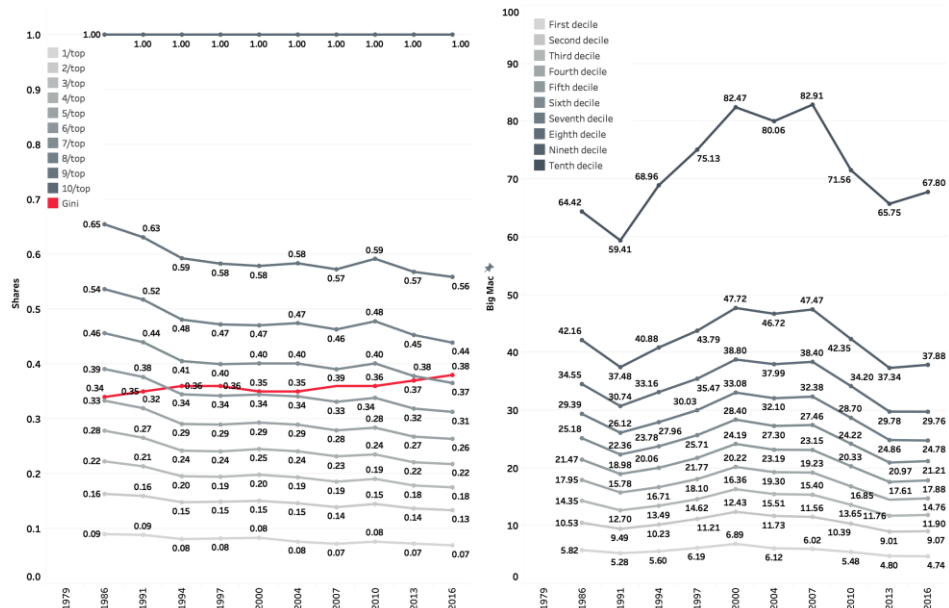 Shares
1.0
0.9
0.8
0.7
0.6
0.5
0.4
0.3
0.2
0.1
0.0
1/top
2/top
3/top
4/top
5/top
6/top
7/top
8/top
9/top
10/top
Gini
1.00 1.00 1.00 1.00 1.00 1.00 1.00 1.00 1.00 1.00
0.65 0.63 0.59 0.58 0.58 0.58 0.57 0.59 0.57 0.56
0.54 0.52 0.48 0.47 0.47 0.47 0.46 0.48 0.45 0.44
0.46 0.44 0.41 0.40 0.40 0.40 0.39 0.40 0.38 0.37
0.39 0.38 0.34 0.34 0.34 0.34 0.33 0.34 0.32 0.31
0.34 0.35 0.36 0.36 0.35 0.35 0.36 0.37 0.38
0.33 0.32 0.29 0.29 0.29 0.29 0.28 0.28 0.27 0.26
0.28 0.27 0.24 0.24 0.25 0.24 0.23 0.24 0.22 0.22
0.22 0.21 0.20 0.19 0.20 0.19 0.19 0.19 0.18 0.18
0.16 0.16 0.15 0.15 0.15 0.15 0.14 0.15 0.14 0.13
0.09 0.09 0.08 0.08 0.08 0.08 0.07 0.08 0.07 0.07
1979 1986 1991 1994 1997 2000 2004 2007 2010 2013 2016
Big Mac
100
90
80
70
60
50
40
30
20
10
0
First decile
Second decile
Third decile
Fourth decile
Fifth decile
Sixth decile
Seventh decile
Eighth decile
Nineth decile
Tenth decile
64.42 59.41 68.96 75.13 82.47 80.06 82.91 71.56 65.75 67.80
42.16 37.48 40.88 43.79 47.72 46.72 47.47 42.35 37.34 37.88
34.55 30.74 33.16 35.47 38.80 37.99 38.40 34.20 29.78 29.76
29.39 26.12 27.96 30.03 33.08 32.10 32.38 28.70 24.86 24.78
25.18 22.36 23.78 25.71 28.40 27.30 27.46 24.22 20.97 21.21
21.47 18.98 20.06 21.77 24.19 23.19 23.15 20.33 17.61 17.88
17.95 15.78 16.71 18.10 20.22 19.30 19.23 16.85 14.76
14.35 12.70 13.49 14.62 16.36 15.51 15.40 13.65 11.76 11.90
10.53 9.49 10.23 11.21 12.43 11.73 11.56 10.39 9.01 9.07
5.82 5.28 5.60 6.19 6.89 6.12 6.02 5.48 4.80 4.74
1979 1986 1991 1994 1997 2000 2004 2007 2010 2013 2016